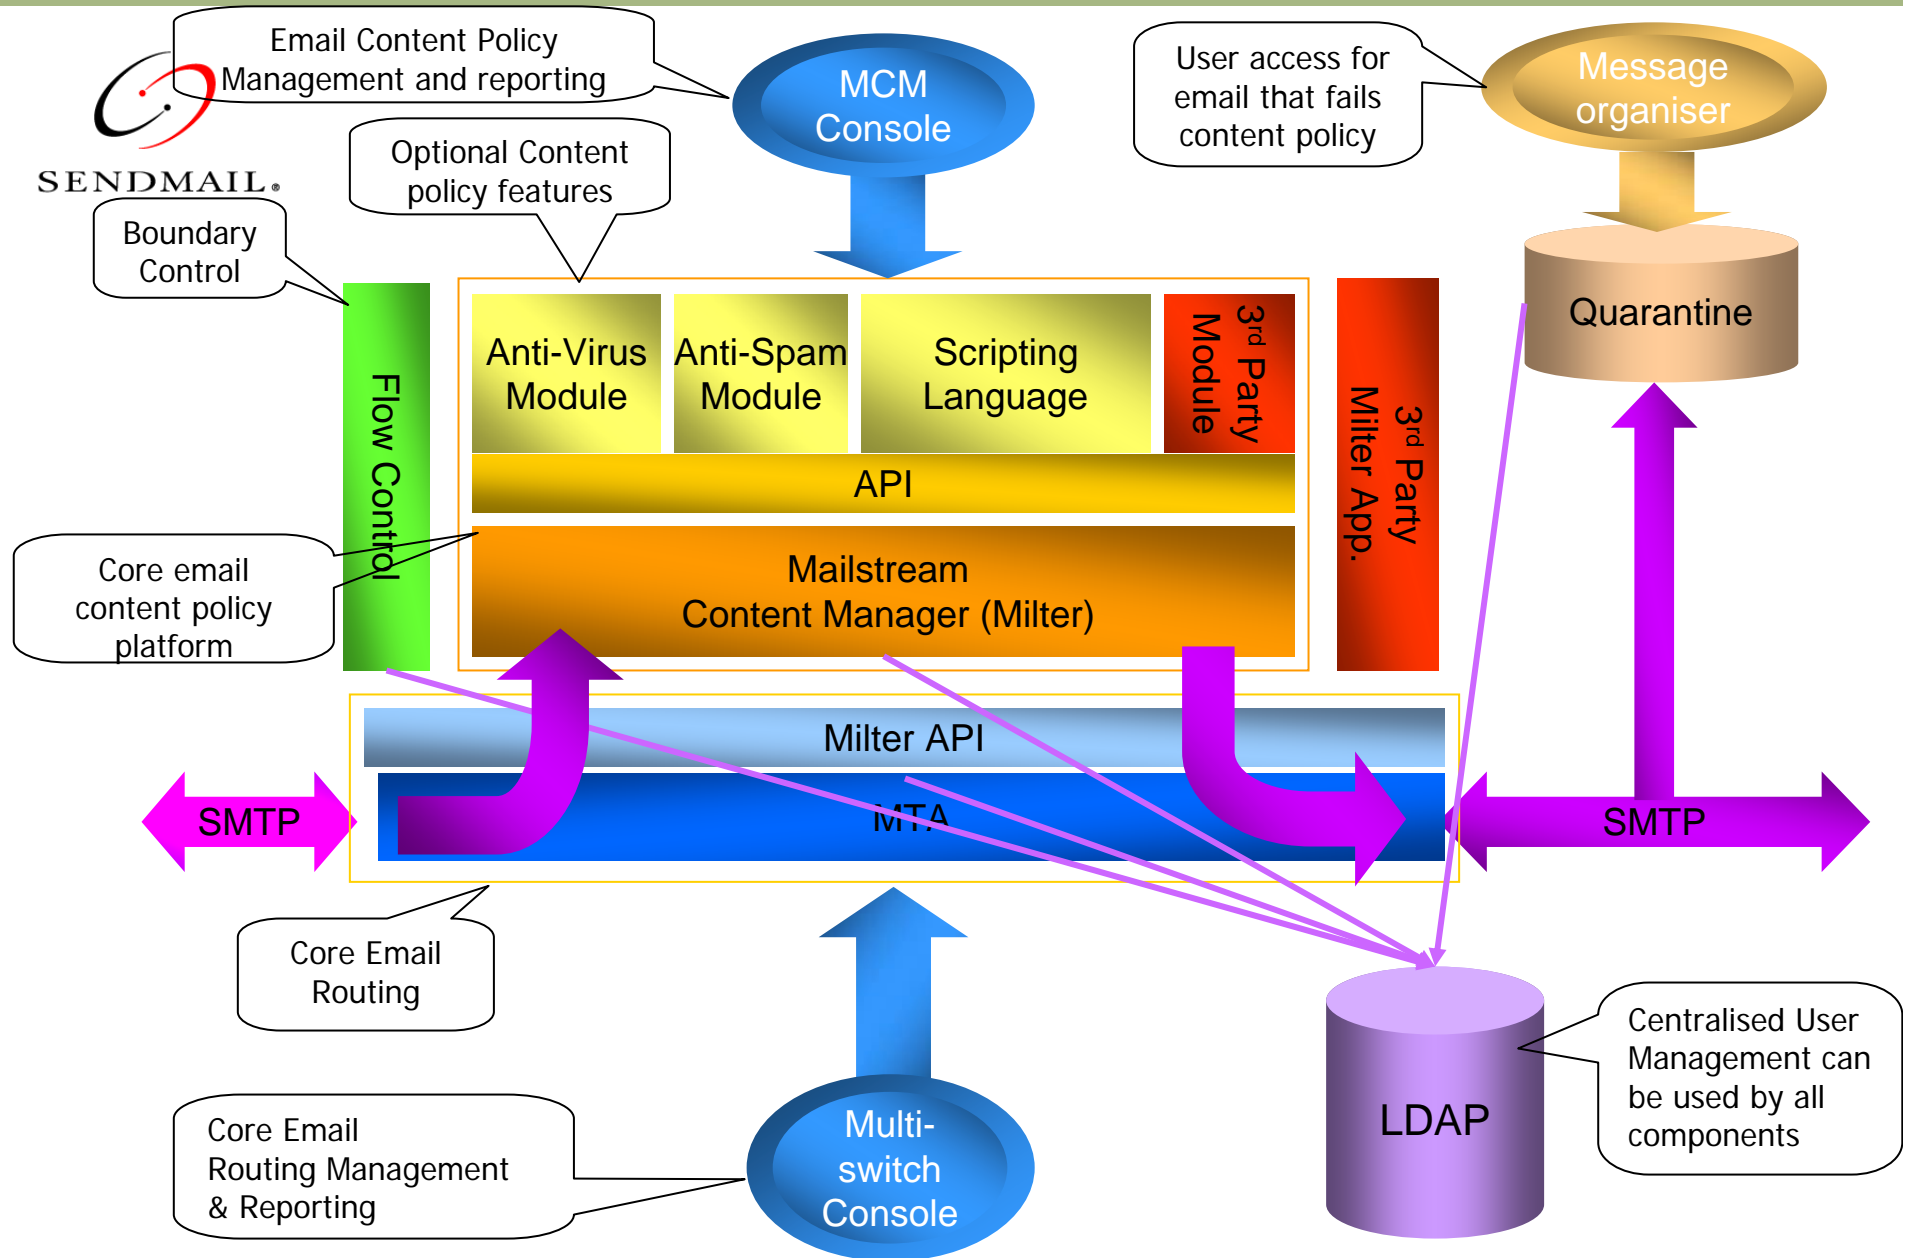 Email Content Policy
Management and reporting
MCM
Console
User access for
email that fails
content policy
Message
organiser
SENDMAIL®
Optional Content
policy features
Boundary
Control
Flow Control
Anti-Virus
Module
Anti-Spam
Module
Scripting
Language
3rd Party
Module
3rd Party
Milter App.
Quarantine
API
Core email
content policy
platform
Mailstream
Content Manager (Milter)
Milter API
SMTP
MTA
SMTP
Core Email
Routing
Core Email
Routing Management
& Reporting
Multi-
switch
Console
LDAP
Centralised User
Management can
be used by all
components